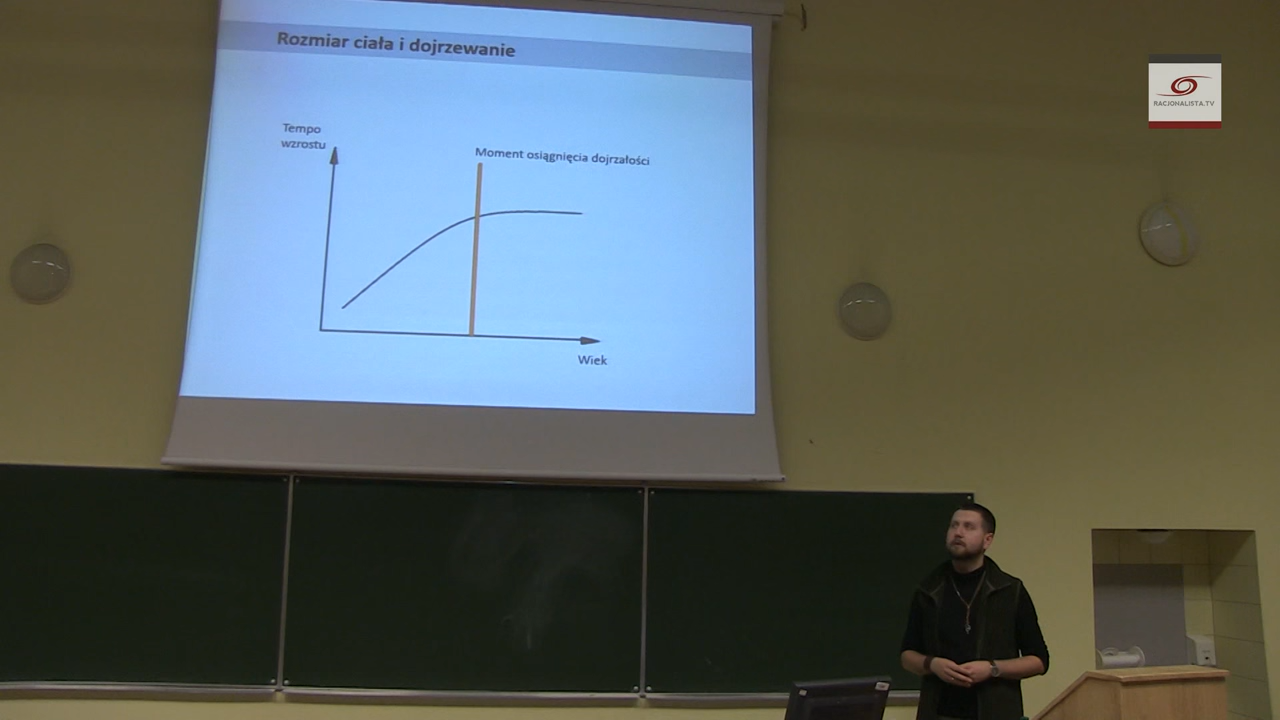 Rozmiar ciała i dojrzewanie
RACJONALISTA.TV
Tempo
wzrostu
Moment osiągnięcia dojrzałości
Wiek